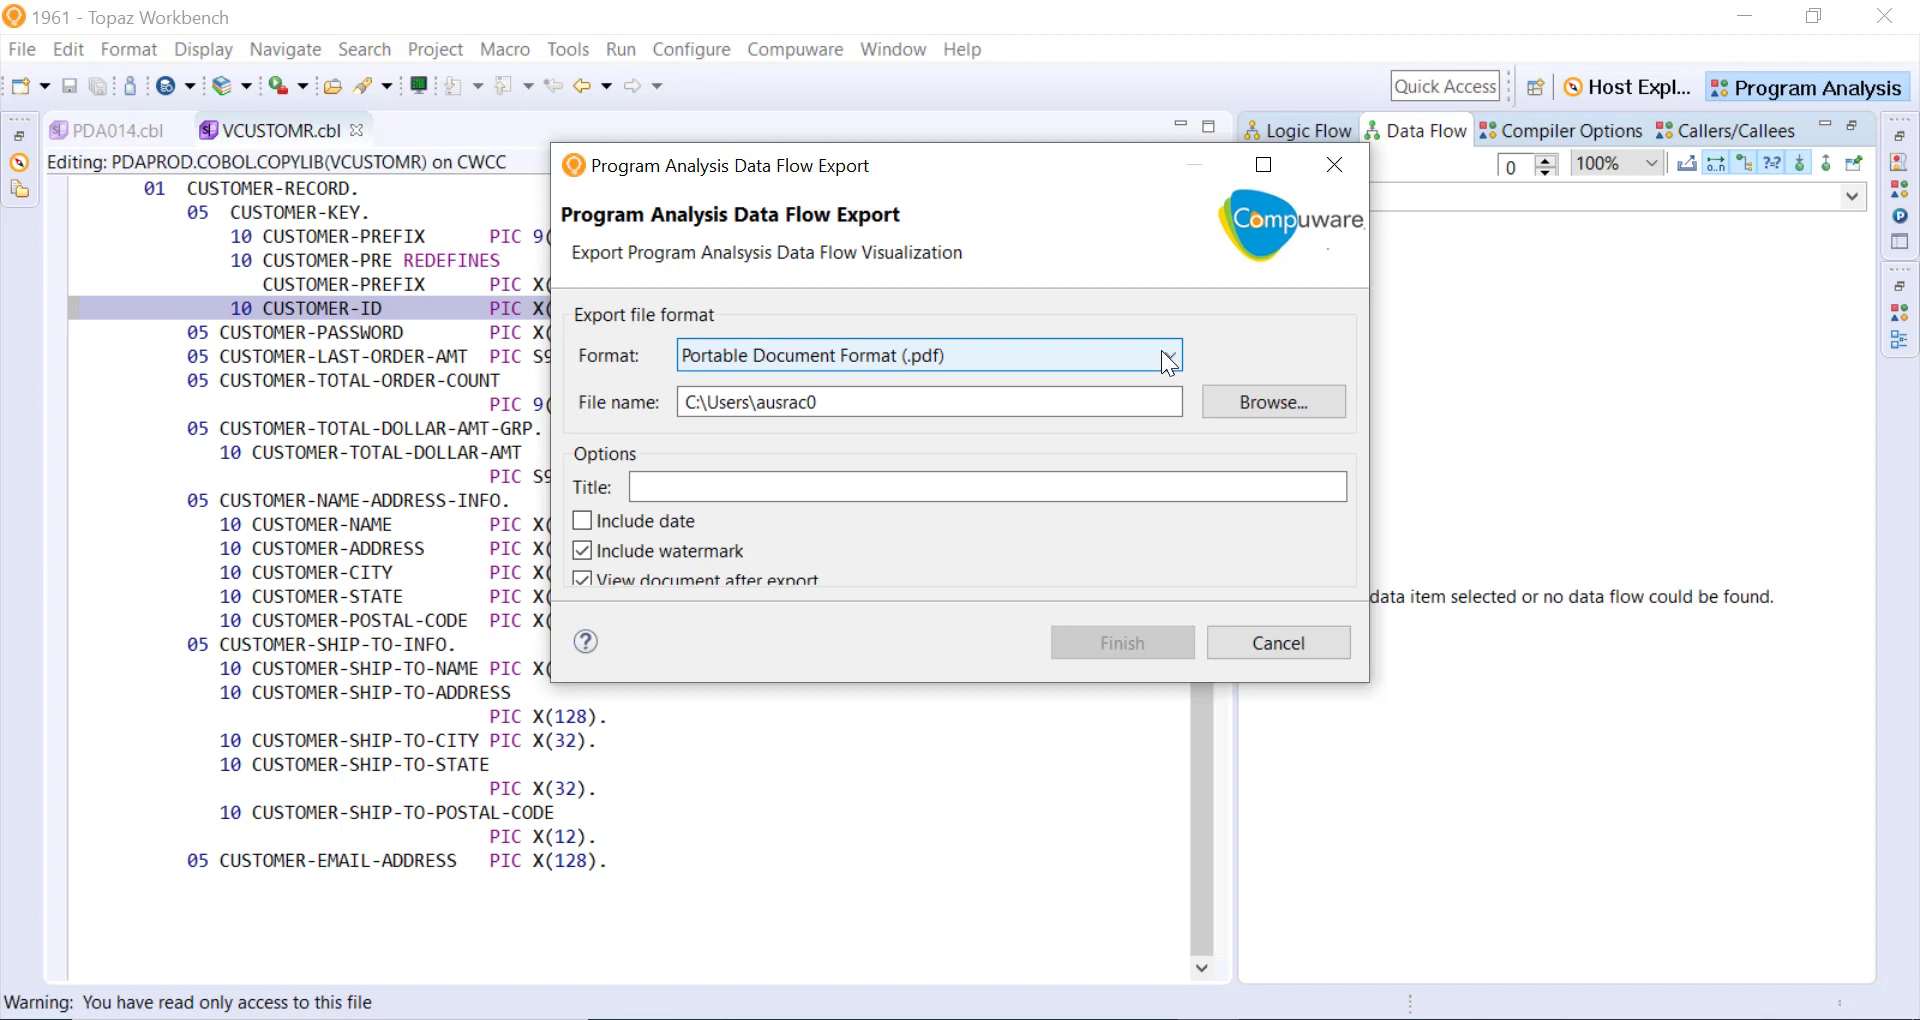 1961 - Topaz Workbench
File Edit Format Display Navigate Search Project Macro Tools Run Configure Compuware Window Help
Quick Access Host Expl... Program Analysis
PDA014.cbl VCUSTOMR.cbl
Logic Flow Data Flow Compiler Options Callers/Callees
Editing: PDAPROD.COBOL.COPYLIB(VCUSTOMR) on CWCC
0 100%
01 CUSTOMER-RECORD.
05 CUSTOMER-KEY.
10 CUSTOMER-PREFIX PIC 9(
10 CUSTOMER-PRE REDEFINES
CUSTOMER-PREFIX PIC X(
10 CUSTOMER-ID PIC X(
05 CUSTOMER-PASSWORD PIC X(
05 CUSTOMER-LAST-ORDER-AMT PIC S9
05 CUSTOMER-TOTAL-ORDER-COUNT
PIC 9(
05 CUSTOMER-TOTAL-DOLLAR-AMT-GRP.
10 CUSTOMER-TOTAL-DOLLAR-AMT
PIC S9
05 CUSTOMER-NAME-ADDRESS-INFO.
10 CUSTOMER-NAME PIC X(
10 CUSTOMER-ADDRESS PIC X(
10 CUSTOMER-CITY PIC X(
10 CUSTOMER-STATE PIC X(
10 CUSTOMER-POSTAL-CODE PIC X(
05 CUSTOMER-SHIP-TO-INFO.
10 CUSTOMER-SHIP-TO-NAME PIC X(
10 CUSTOMER-SHIP-TO-ADDRESS
PIC X(128).
10 CUSTOMER-SHIP-TO-CITY PIC X(32).
10 CUSTOMER-SHIP-TO-STATE
PIC X(32).
10 CUSTOMER-SHIP-TO-POSTAL-CODE
PIC X(12).
05 CUSTOMER-EMAIL-ADDRESS PIC X(128).
Program Analysis Data Flow Export
Program Analysis Data Flow Export
Export Program Analsysis Data Flow Visualization
Compuware
Export file format
Format: Portable Document Format (.pdf)
File name: C:\Users\ausrac0 Browse...
Options
Title:
Include date
Include watermark
View document after export
? Finish Cancel
data item selected or no data flow could be found.
Warning: You have read only access to this file